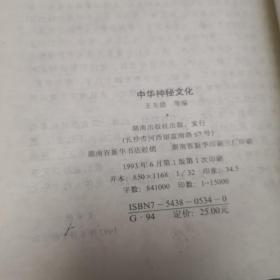 中华神秘文化
王玉德 等编
湖南出版社出版、发行
(长沙市河西银盆南路67号)
湖南省新华书店经销 湖南省新华印刷三厂印刷
1993年6月第1版第1次印刷
开本：850×1168 1/32 印张：34.5
字数：841000 印数：1—15000
ISBN7-5438-0534-0
G·94 定价：25.00元